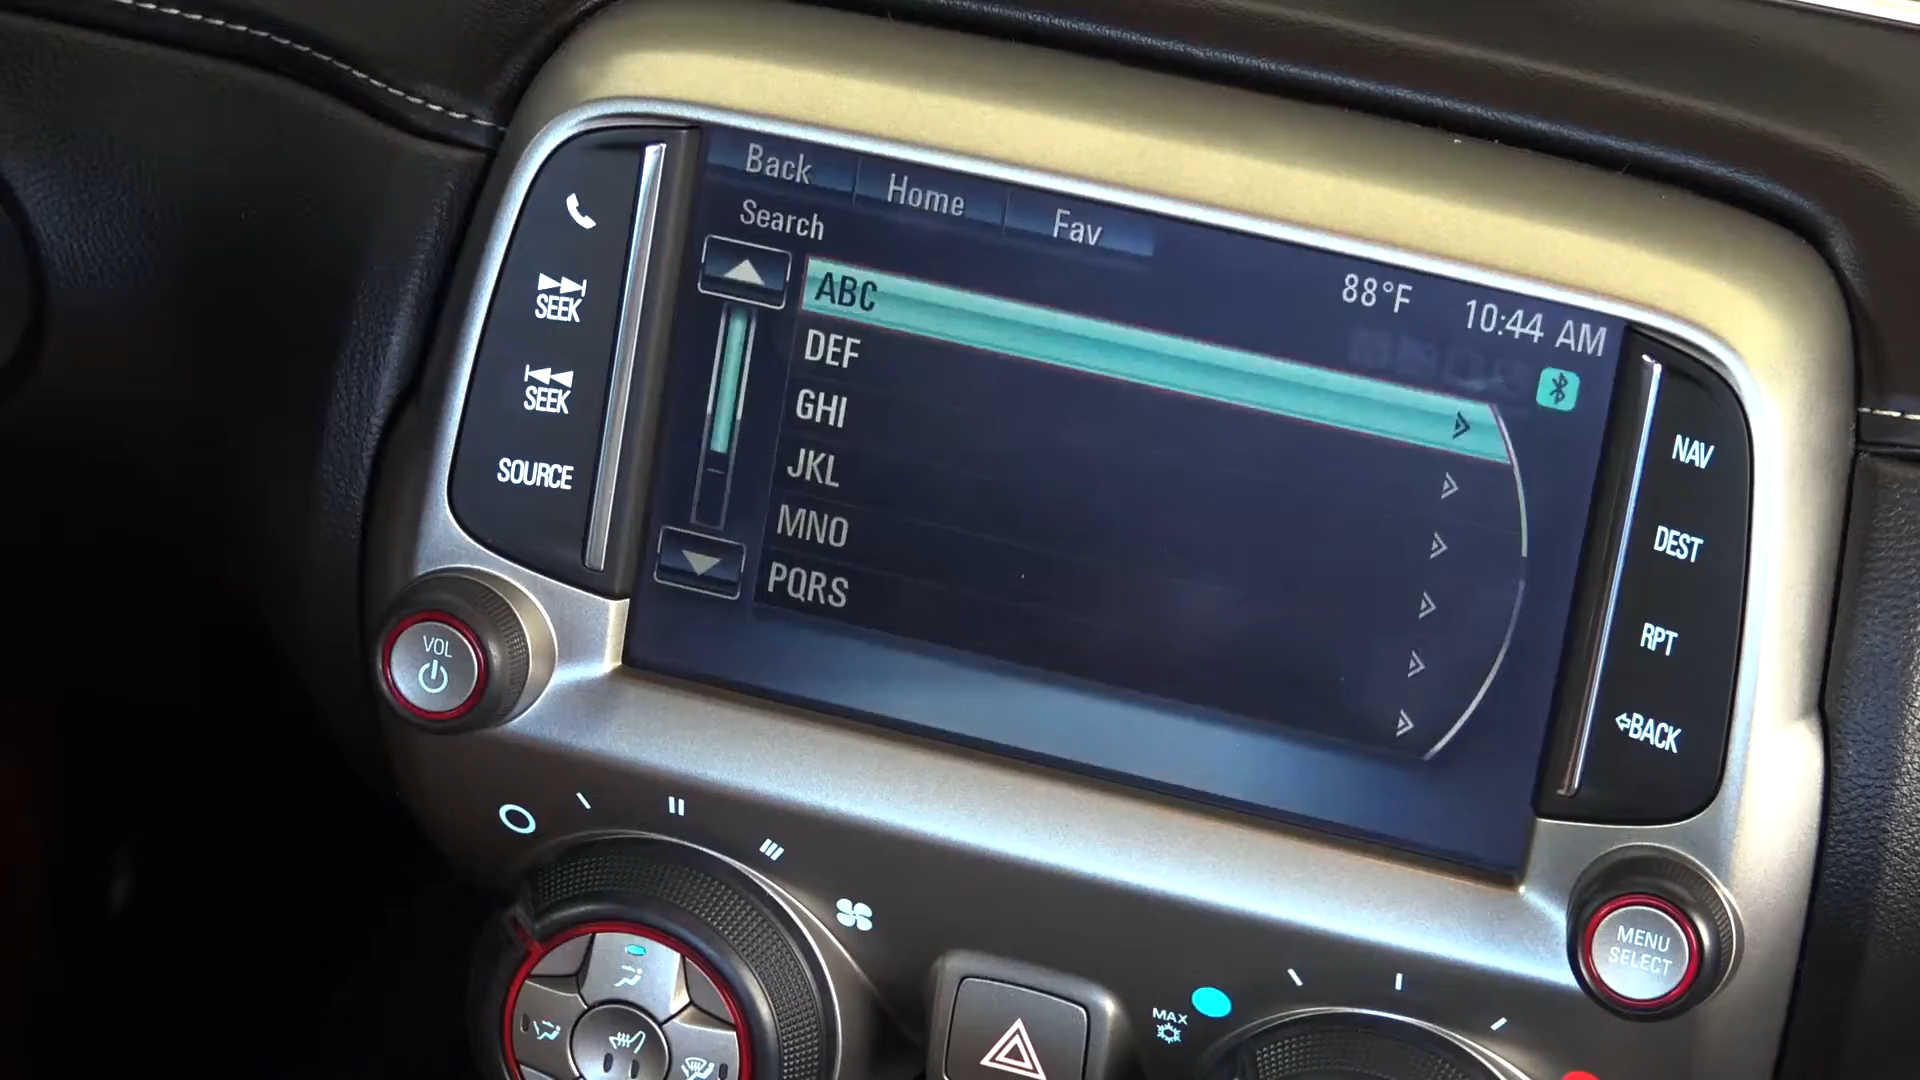 Back
Home
Fav
Search
88°F
10:44 AM
ABC
DEF
GHI
JKL
MNO
PQRS
SEEK
SEEK
SOURCE
VOL
NAV
DEST
RPT
BACK
MENU
SELECT
MAX